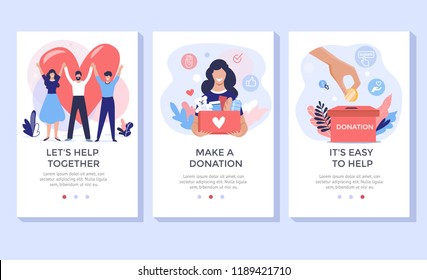 LET'S HELP
TOGETHER
MAKE A
DONATION
DONATION
IT'S EASY
TO HELP
shutterstock.com · 1189421710